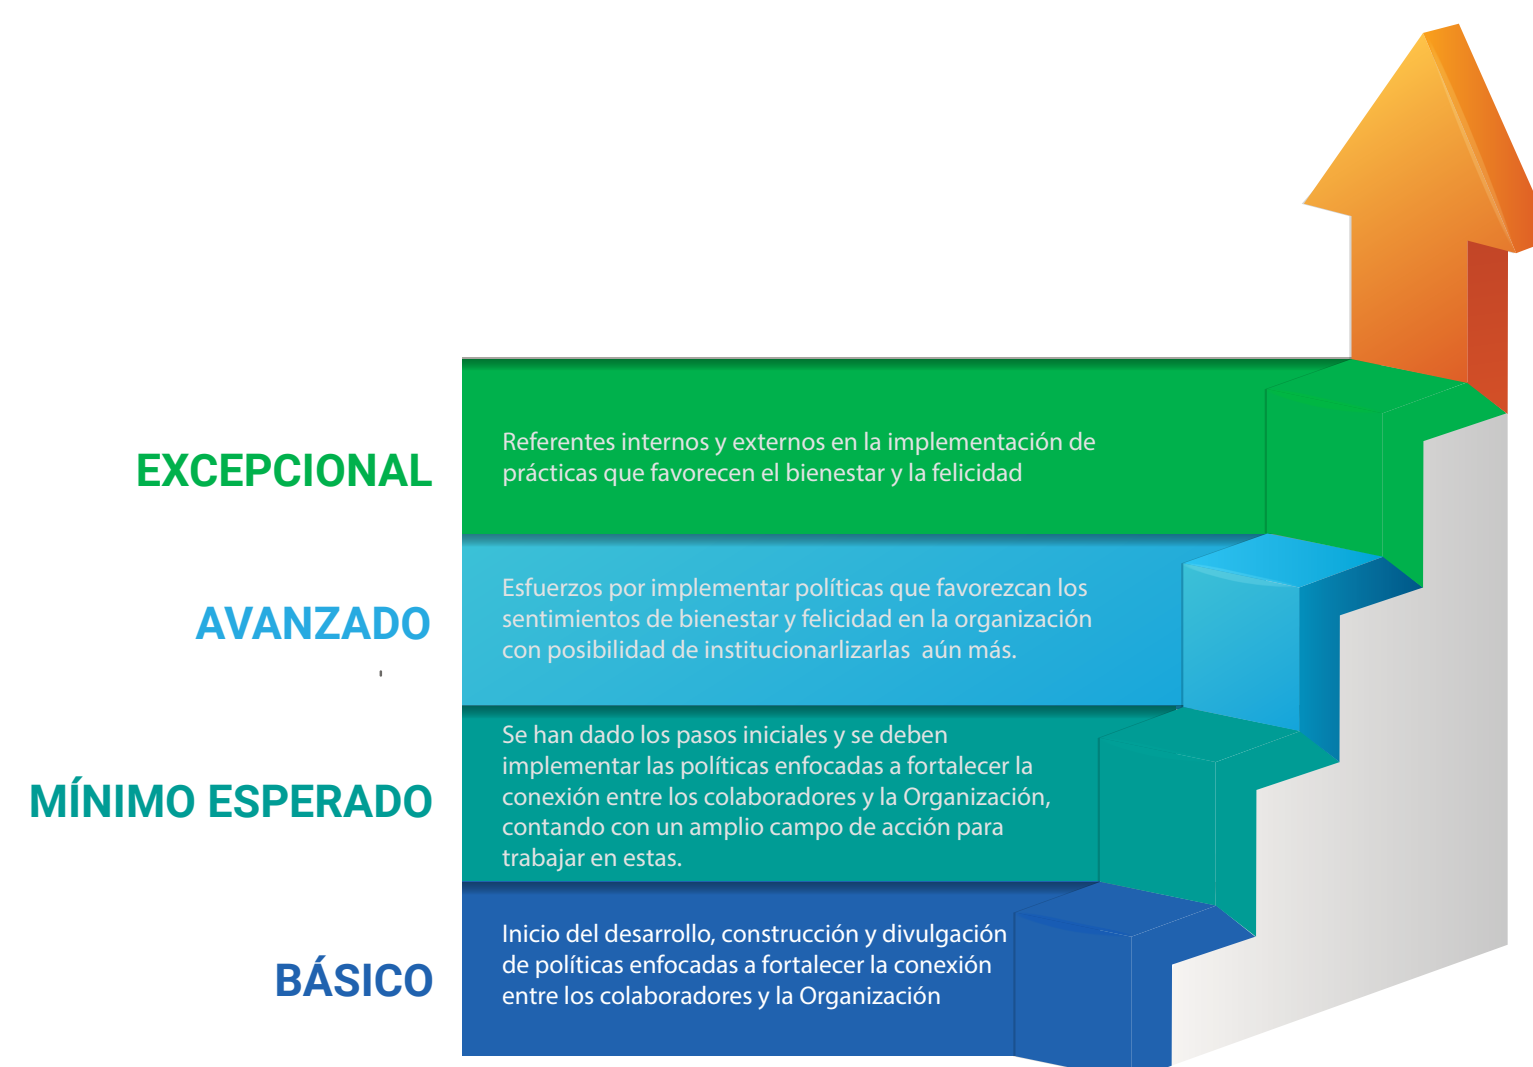 EXCEPCIONAL
Referentes internos y externos en la implementación de
prácticas que favorecen el bienestar y la felicidad
AVANZADO
Esfuerzos por implementar políticas que favorezcan los
sentimientos de bienestar y felicidad en la organización
con posibilidad de institucionarlizarlas  aún más.
MÍNIMO ESPERADO
Se han dado los pasos iniciales y se deben
implementar las políticas enfocadas a fortalecer la
conexión entre los colaboradores y la Organización,
contando con un amplio campo de acción para
trabajar en estas.
BÁSICO
Inicio del desarrollo, construcción y divulgación
de políticas enfocadas a fortalecer la conexión
entre los colaboradores y la Organización